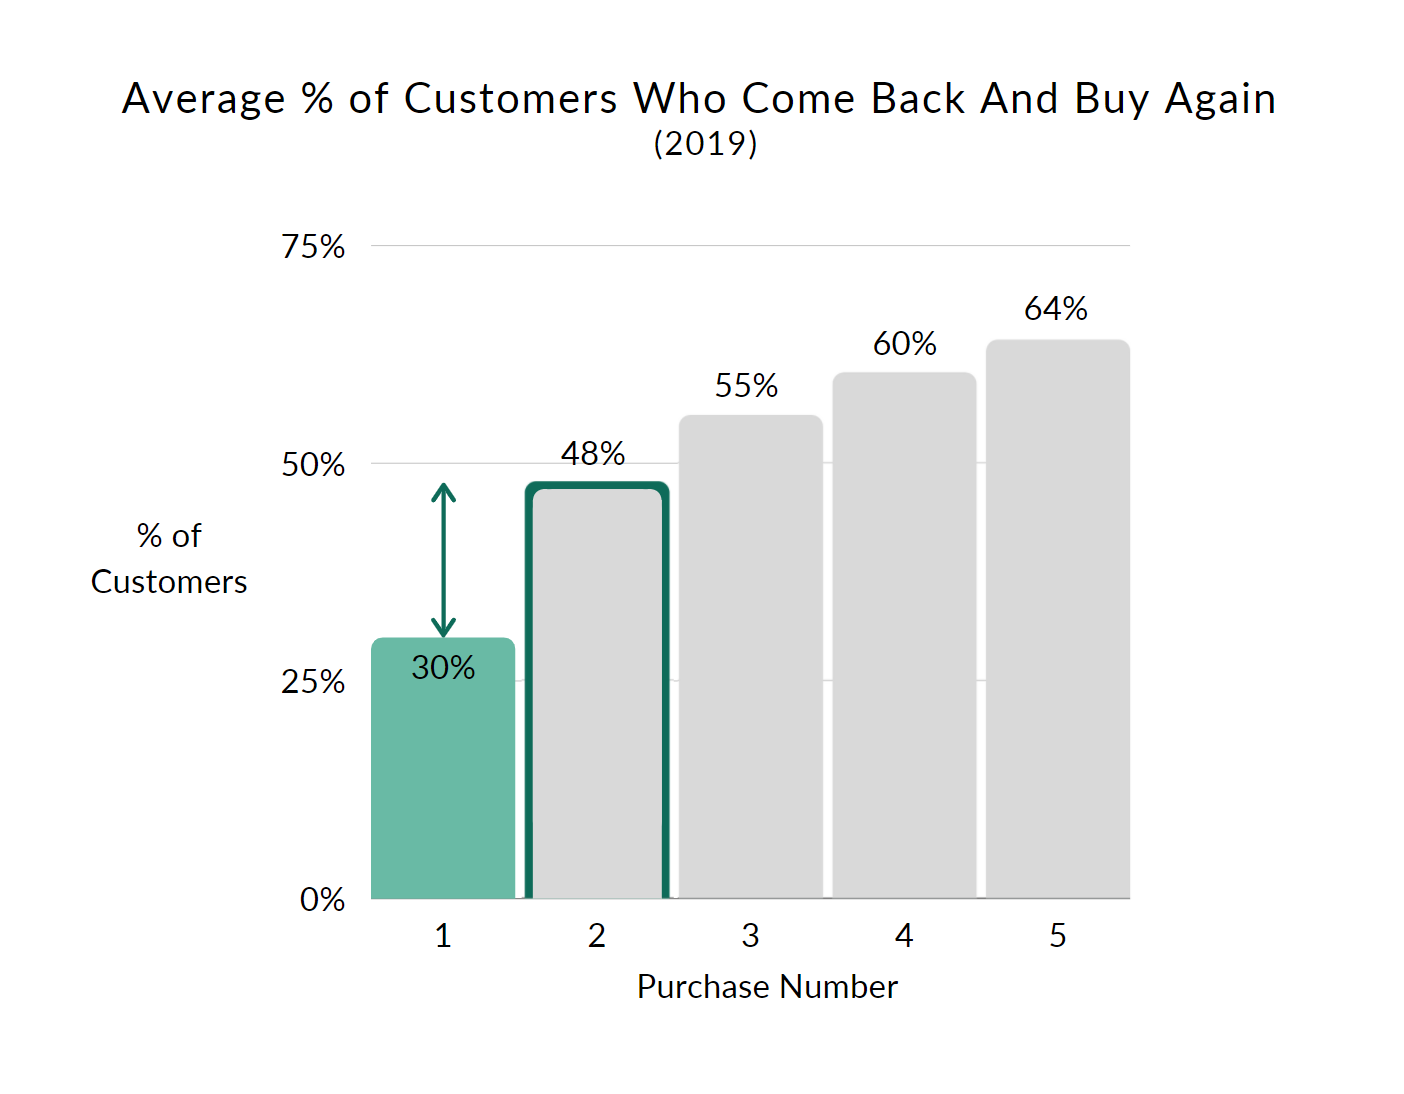 Average % of Customers Who Come Back And Buy Again
(2019)
75%
64%
60%
55%
48%
50%
% of
Customers
30%
25%
0%
1 2 3 4 5
Purchase Number